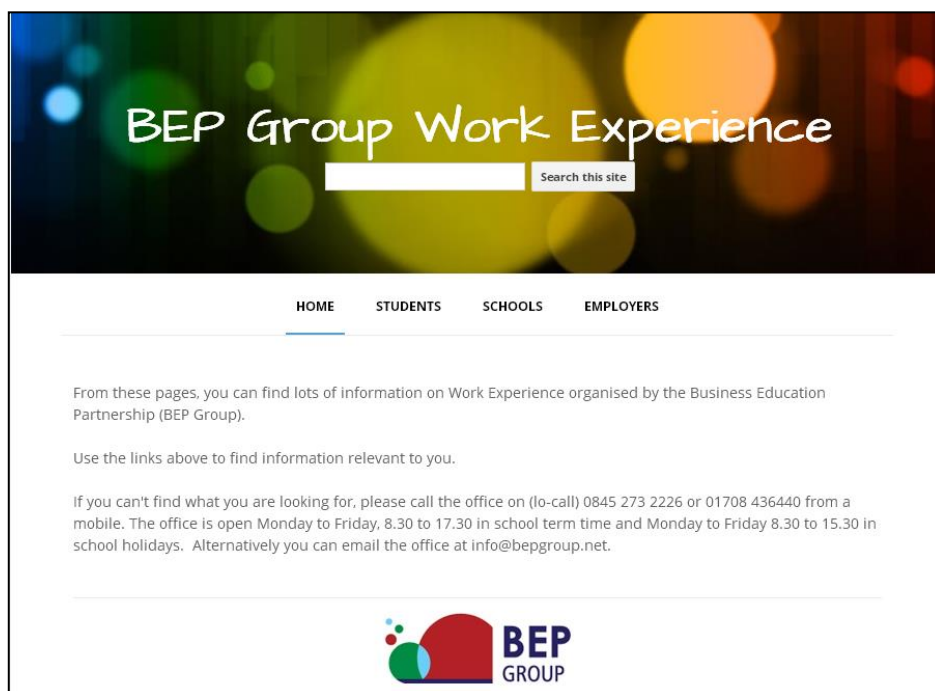 BEP Group Work Experience
Search this site
HOME STUDENTS SCHOOLS EMPLOYERS
From these pages, you can find lots of information on Work Experience organised by the Business Education
Partnership (BEP Group).
Use the links above to find information relevant to you.
If you can't find what you are looking for, please call the office on (lo-call) 0845 273 2226 or 01708 436440 from a
mobile. The office is open Monday to Friday, 8.30 to 17.30 in school term time and Monday to Friday 8.30 to 15.30 in
school holidays.  Alternatively you can email the office at info@bepgroup.net.
BEP
GROUP